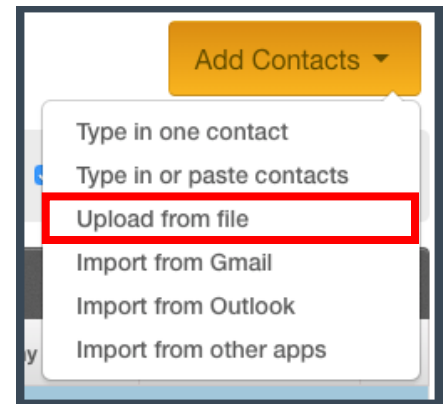 Add Contacts
Type in one contact
Type in or paste contacts
Upload from file
Import from Gmail
Import from Outlook
Import from other apps